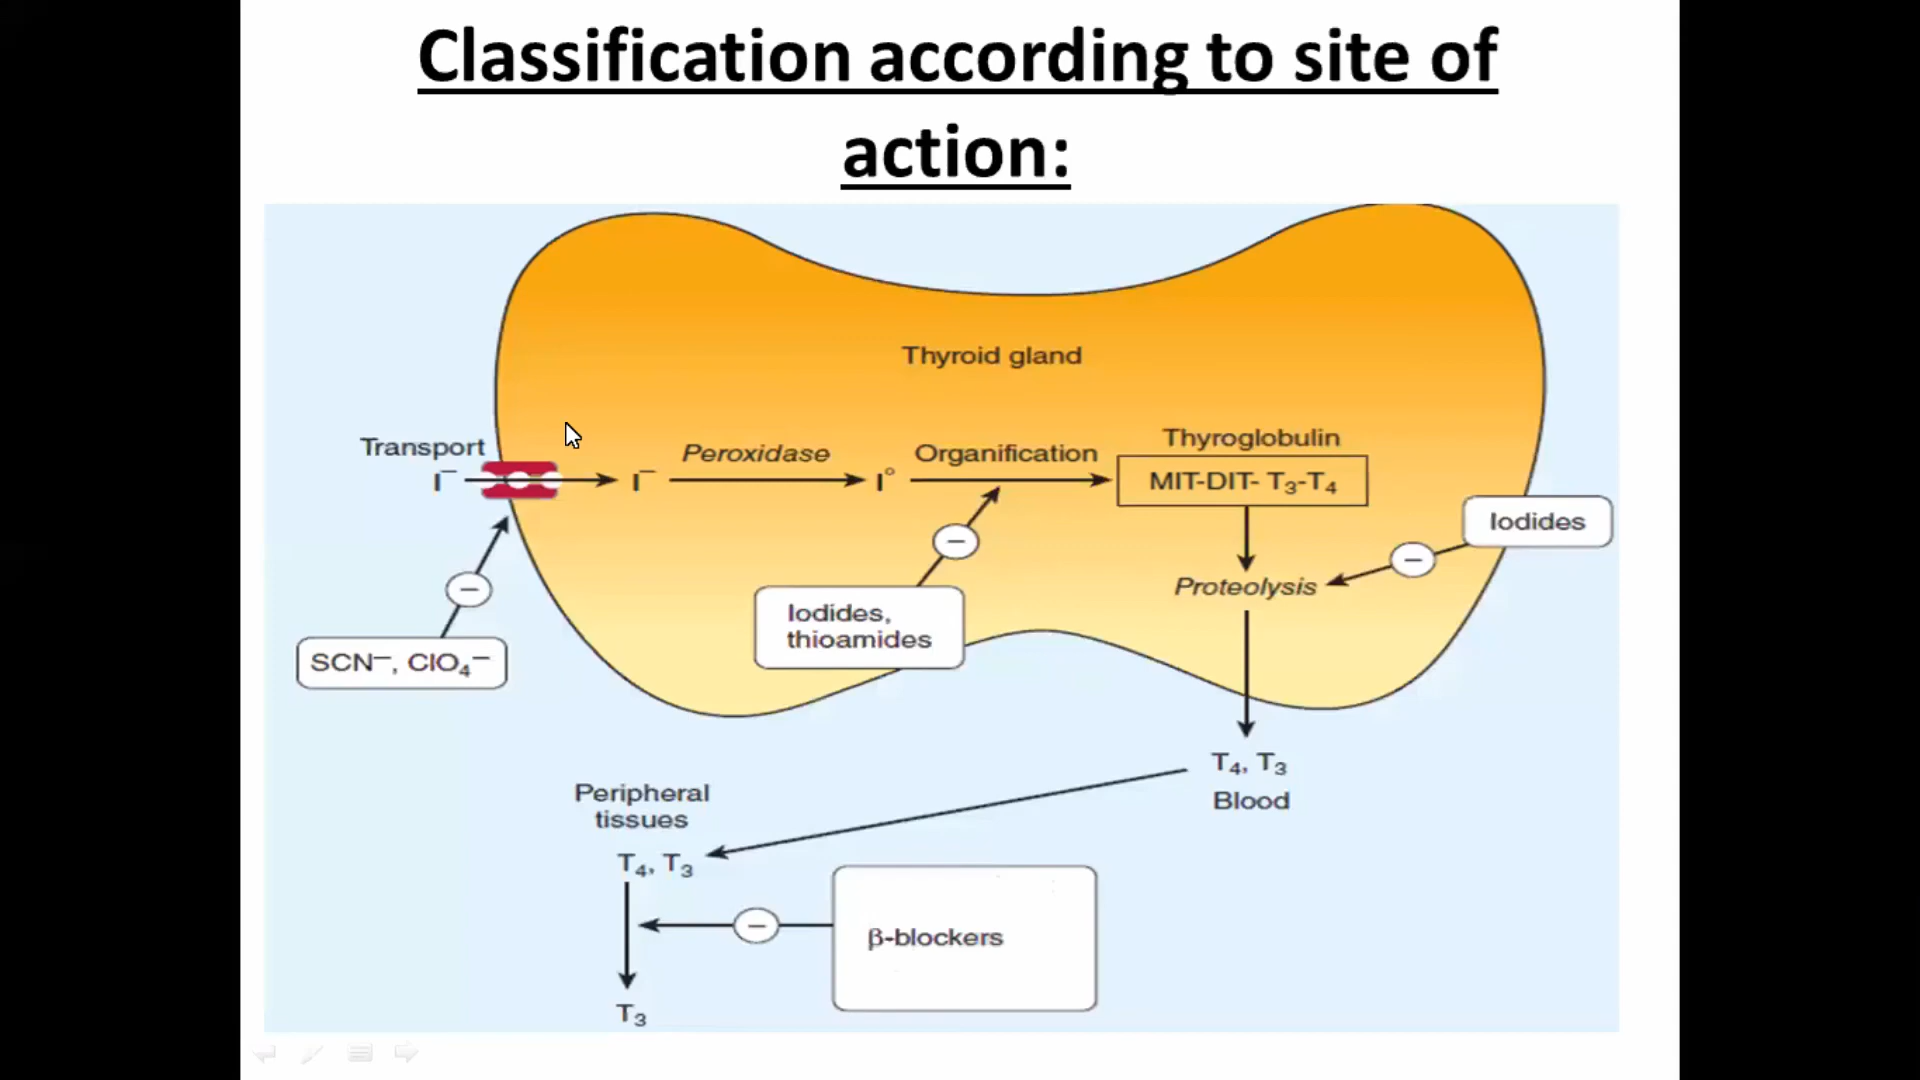 Classification according to site of
action:
Thyroid gland
Transport
I⁻
I⁻
Peroxidase
I°
Organification
Thyroglobulin
MIT-DIT- T₃-T₄
Iodides
−
Proteolysis
−
Iodides,
thioamides
−
SCN⁻, ClO₄⁻
T₄, T₃
Blood
Peripheral
tissues
T₄, T₃
−
β-blockers
T₃